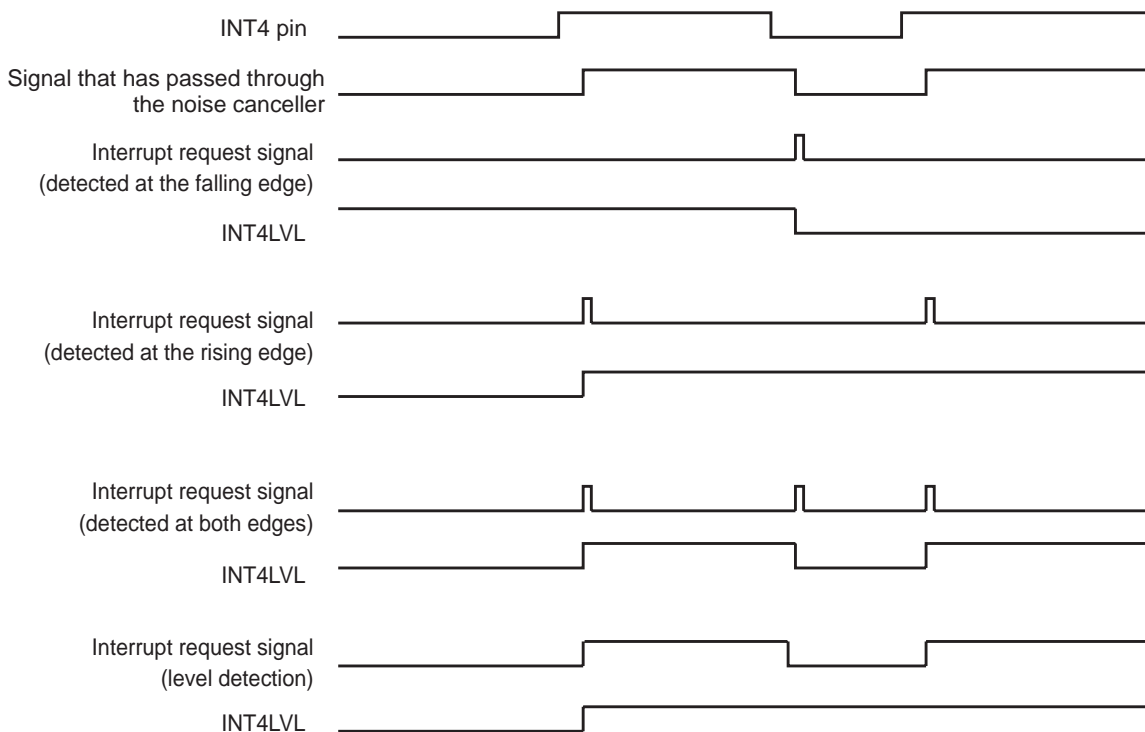 INT4 pin
Signal that has passed through
the noise canceller
Interrupt request signal
(detected at the falling edge)
INT4LVL
Interrupt request signal
(detected at the rising edge)
INT4LVL
Interrupt request signal
(detected at both edges)
INT4LVL
Interrupt request signal
(level detection)
INT4LVL